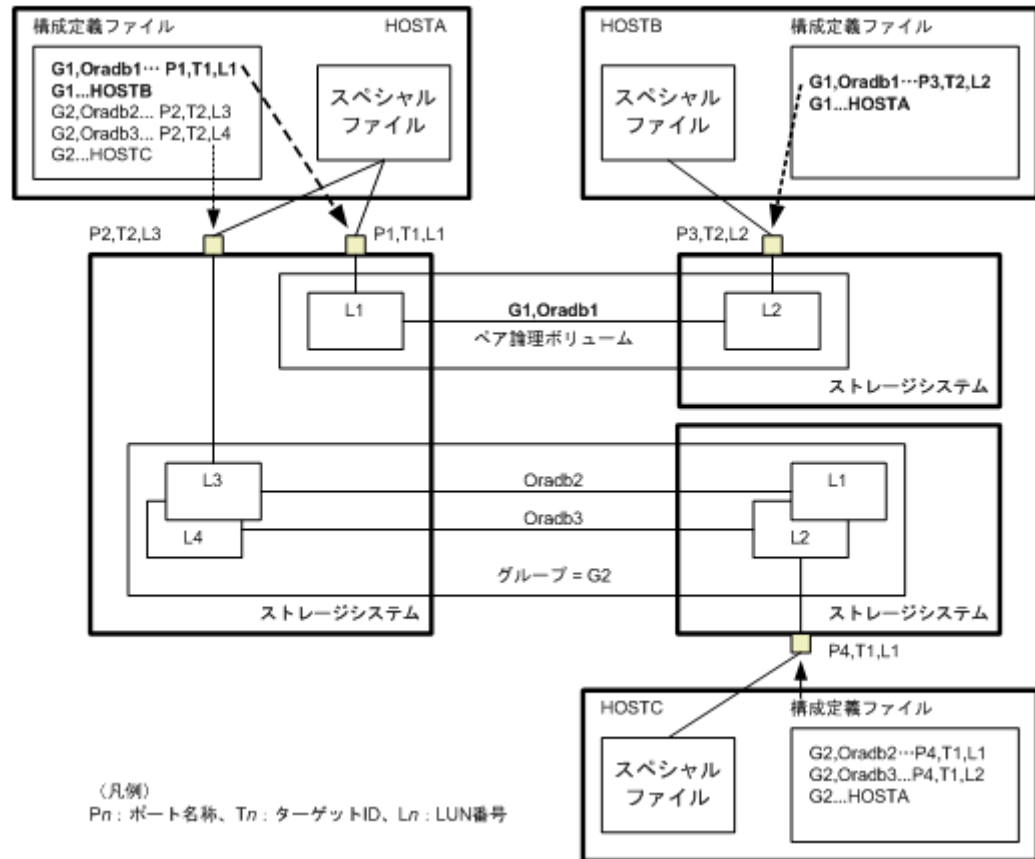 構成定義ファイル
HOSTA
G1,Oradb1… P1,T1,L1
G1...HOSTB
G2,Oradb2... P2,T2,L3
G2,Oradb3... P2,T2,L4
G2...HOSTC
スペシャル
ファイル
HOSTB
構成定義ファイル
スペシャル
ファイル
G1,Oradb1…P3,T2,L2
G1...HOSTA
P2,T2,L3
P1,T1,L1
P3,T2,L2
L1
G1,Oradb1
ペア論理ボリューム
L2
ストレージシステム
L3
L4
Oradb2
Oradb3
L1
L2
グループ = G2
ストレージシステム
ストレージシステム
P4,T1,L1
HOSTC
構成定義ファイル
スペシャル
ファイル
G2,Oradb2…P4,T1,L1
G2,Oradb3...P4,T1,L2
G2...HOSTA
（凡例）
Pn : ポート名称、Tn : ターゲットID、Ln : LUN番号